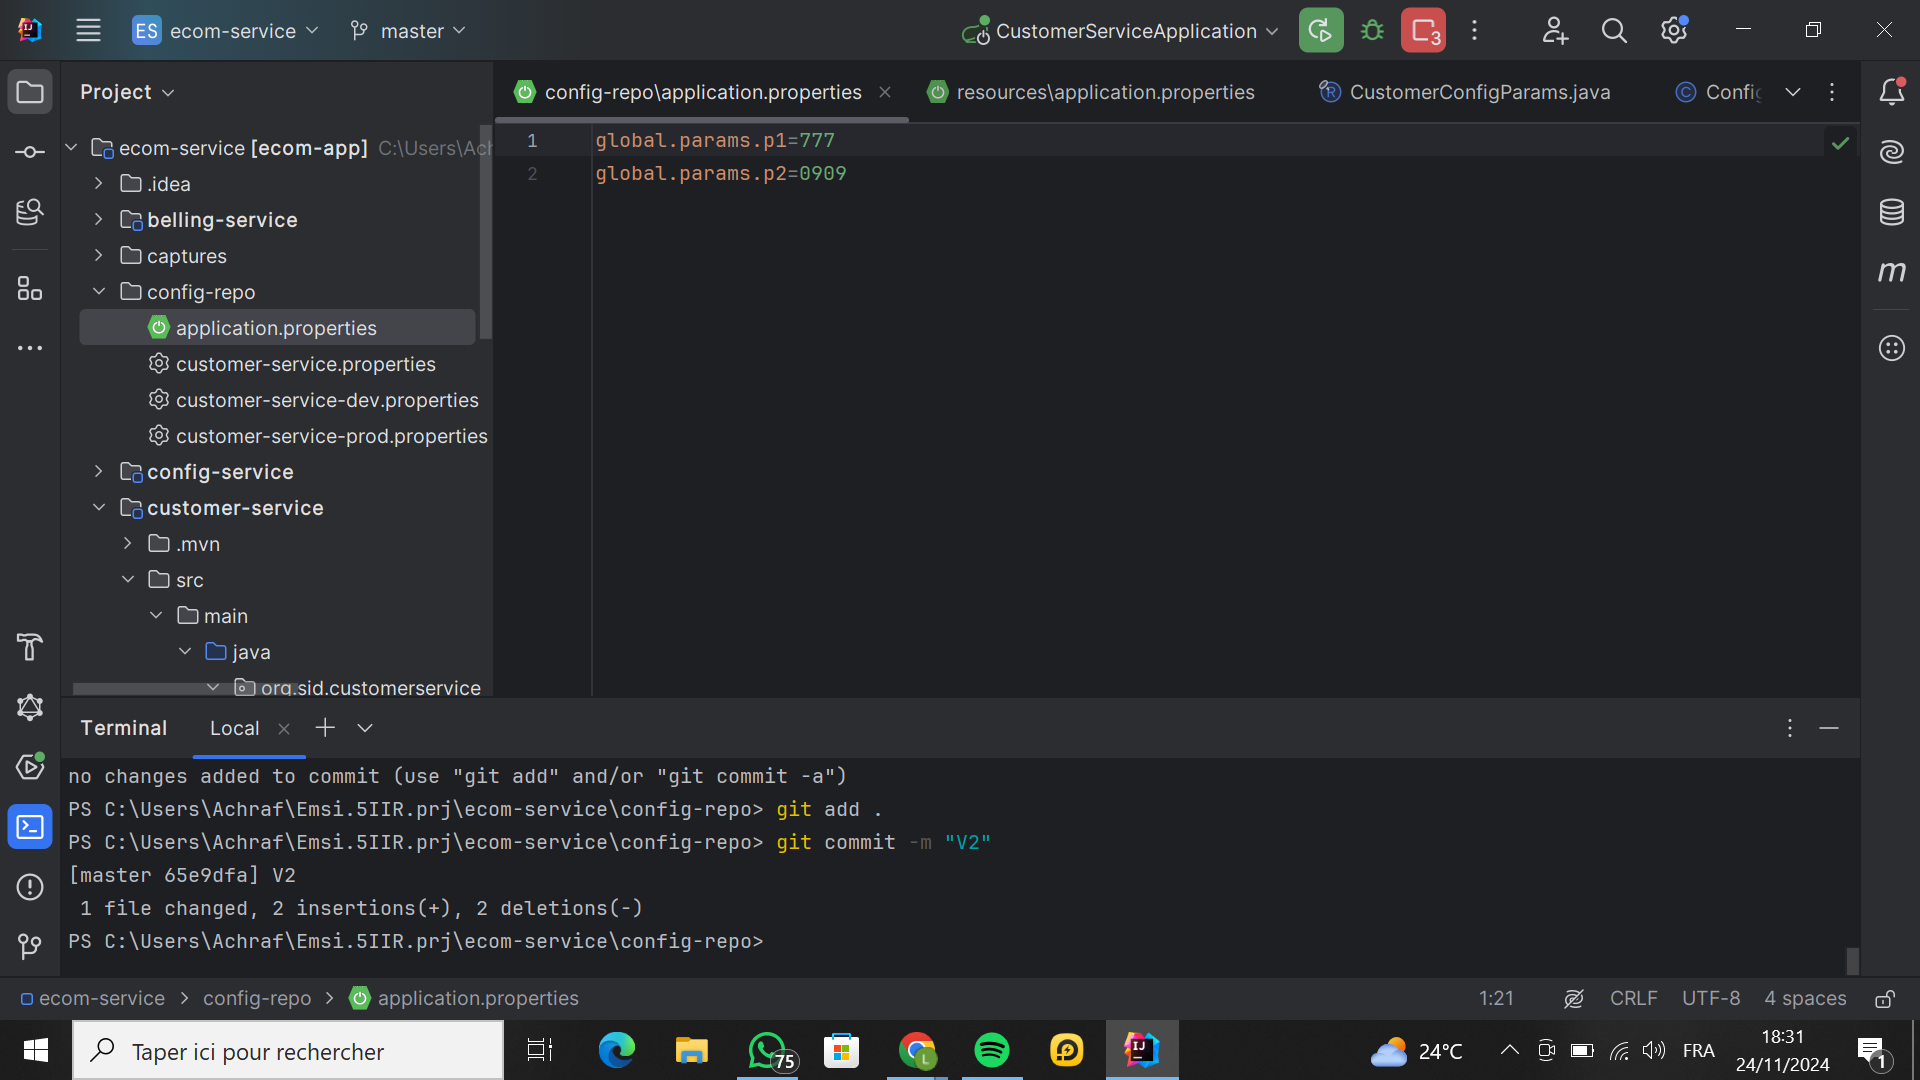 ES ecom-service master CustomerServiceApplication 3
Project
config-repo\application.properties resources\application.properties CustomerConfigParams.java Config
ecom-service [ecom-app] C:\Users\Ach
.idea
belling-service
captures
config-repo
application.properties
customer-service.properties
customer-service-dev.properties
customer-service-prod.properties
config-service
customer-service
.mvn
src
main
java
org.sid.customerservice
1 global.params.p1=777
2 global.params.p2=0909
m
Terminal Local
no changes added to commit (use "git add" and/or "git commit -a")
PS C:\Users\Achraf\Emsi.5IIR.prj\ecom-service\config-repo> git add .
PS C:\Users\Achraf\Emsi.5IIR.prj\ecom-service\config-repo> git commit -m "V2"
[master 65e9dfa] V2
1 file changed, 2 insertions(+), 2 deletions(-)
PS C:\Users\Achraf\Emsi.5IIR.prj\ecom-service\config-repo>
ecom-service > config-repo > application.properties 1:21 CRLF UTF-8 4 spaces
Taper ici pour rechercher 75 L IJ 24°C FRA 18:31
24/11/2024 1